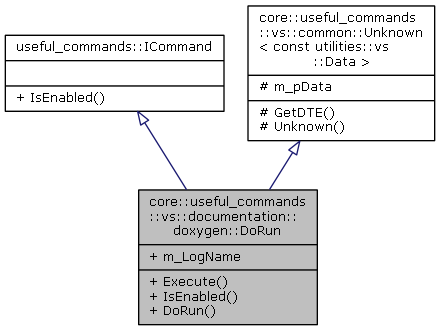 useful_commands::ICommand
+ IsEnabled()
core::useful_commands
::vs::common::Unknown
< const utilities::vs
::Data >
# m_pData
# GetDTE()
# Unknown()
core::useful_commands
::vs::documentation::
doxygen::DoRun
+ m_LogName
+ Execute()
+ IsEnabled()
+ DoRun()